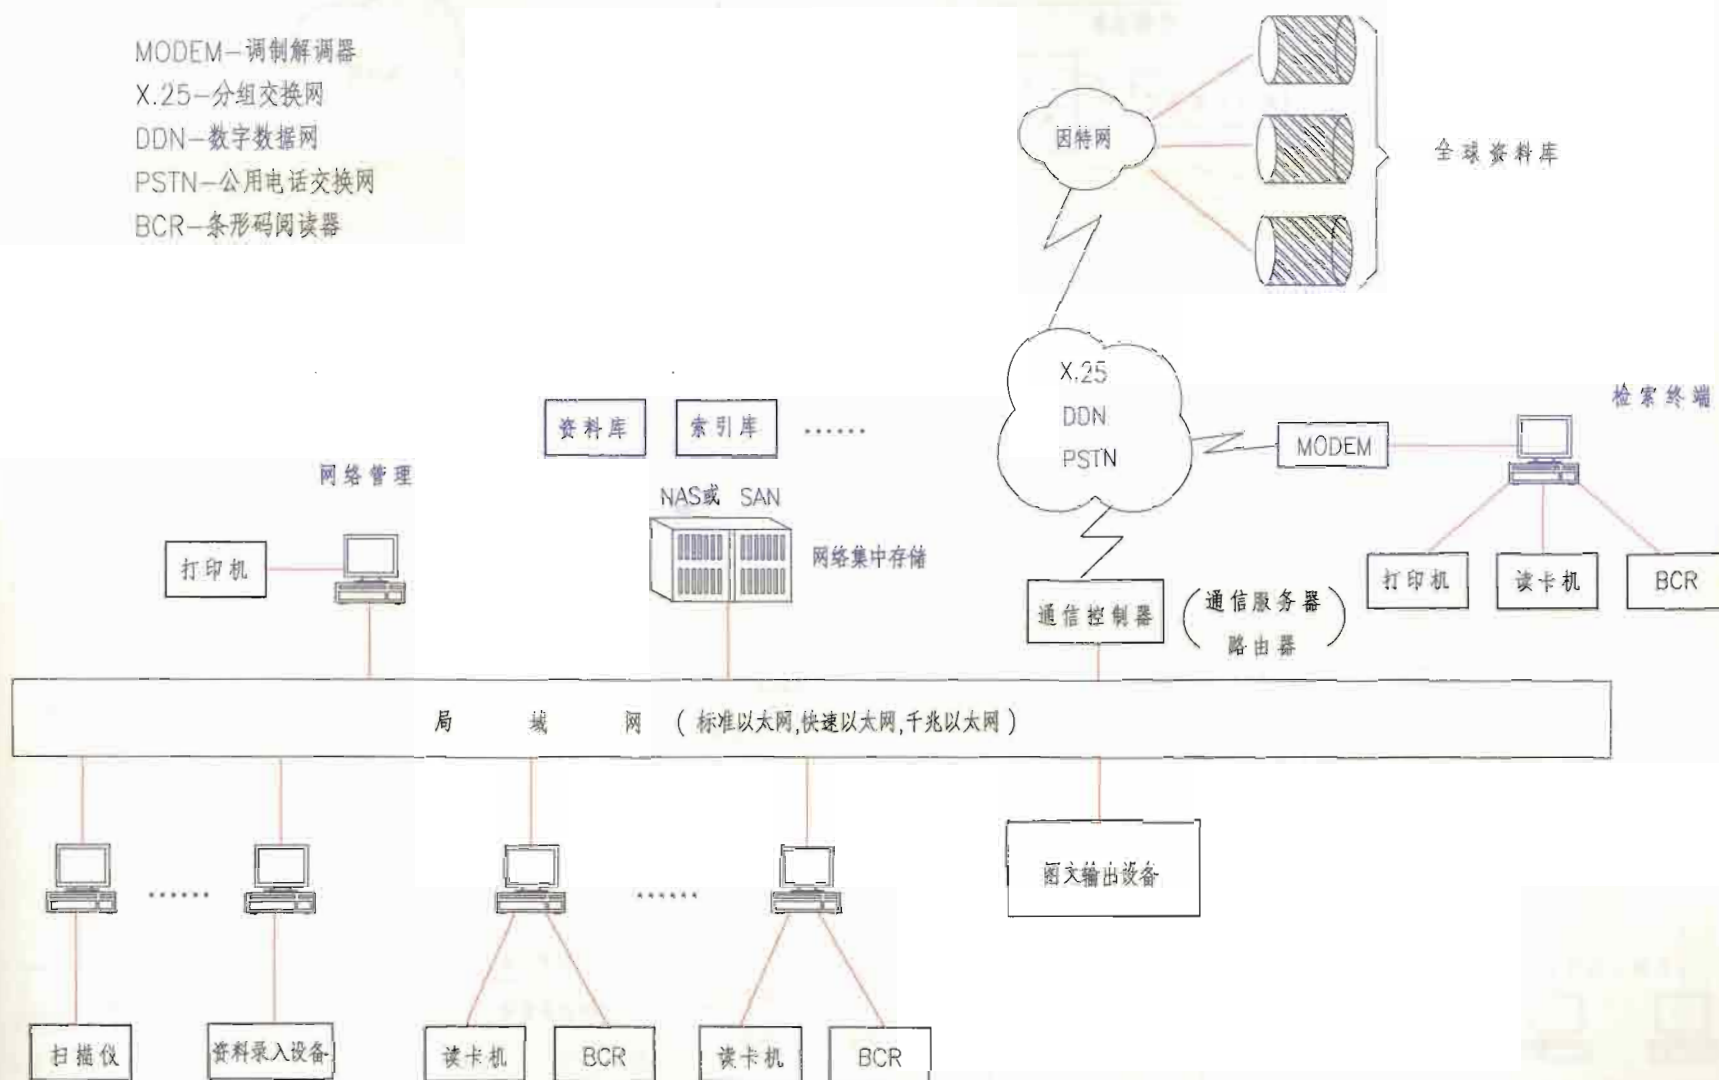 MODEM—调制解调器
X.25—分组交换网
DDN—数字数据网
PSTN—公用电话交换网
BCR—条形码阅读器
因特网
全球资料库
X.25
DDN
PSTN
MODEM
检索终端
打印机
读卡机
BCR
资料库
索引库
……
网络管理
NAS或 SAN
网络集中存储
打印机
通信控制器
(通信服务器
路由器)
局域网(标准以太网,快速以太网,千兆以太网)
……
……
图文输出设备
扫描仪
资料录入设备
读卡机
BCR
读卡机
BCR